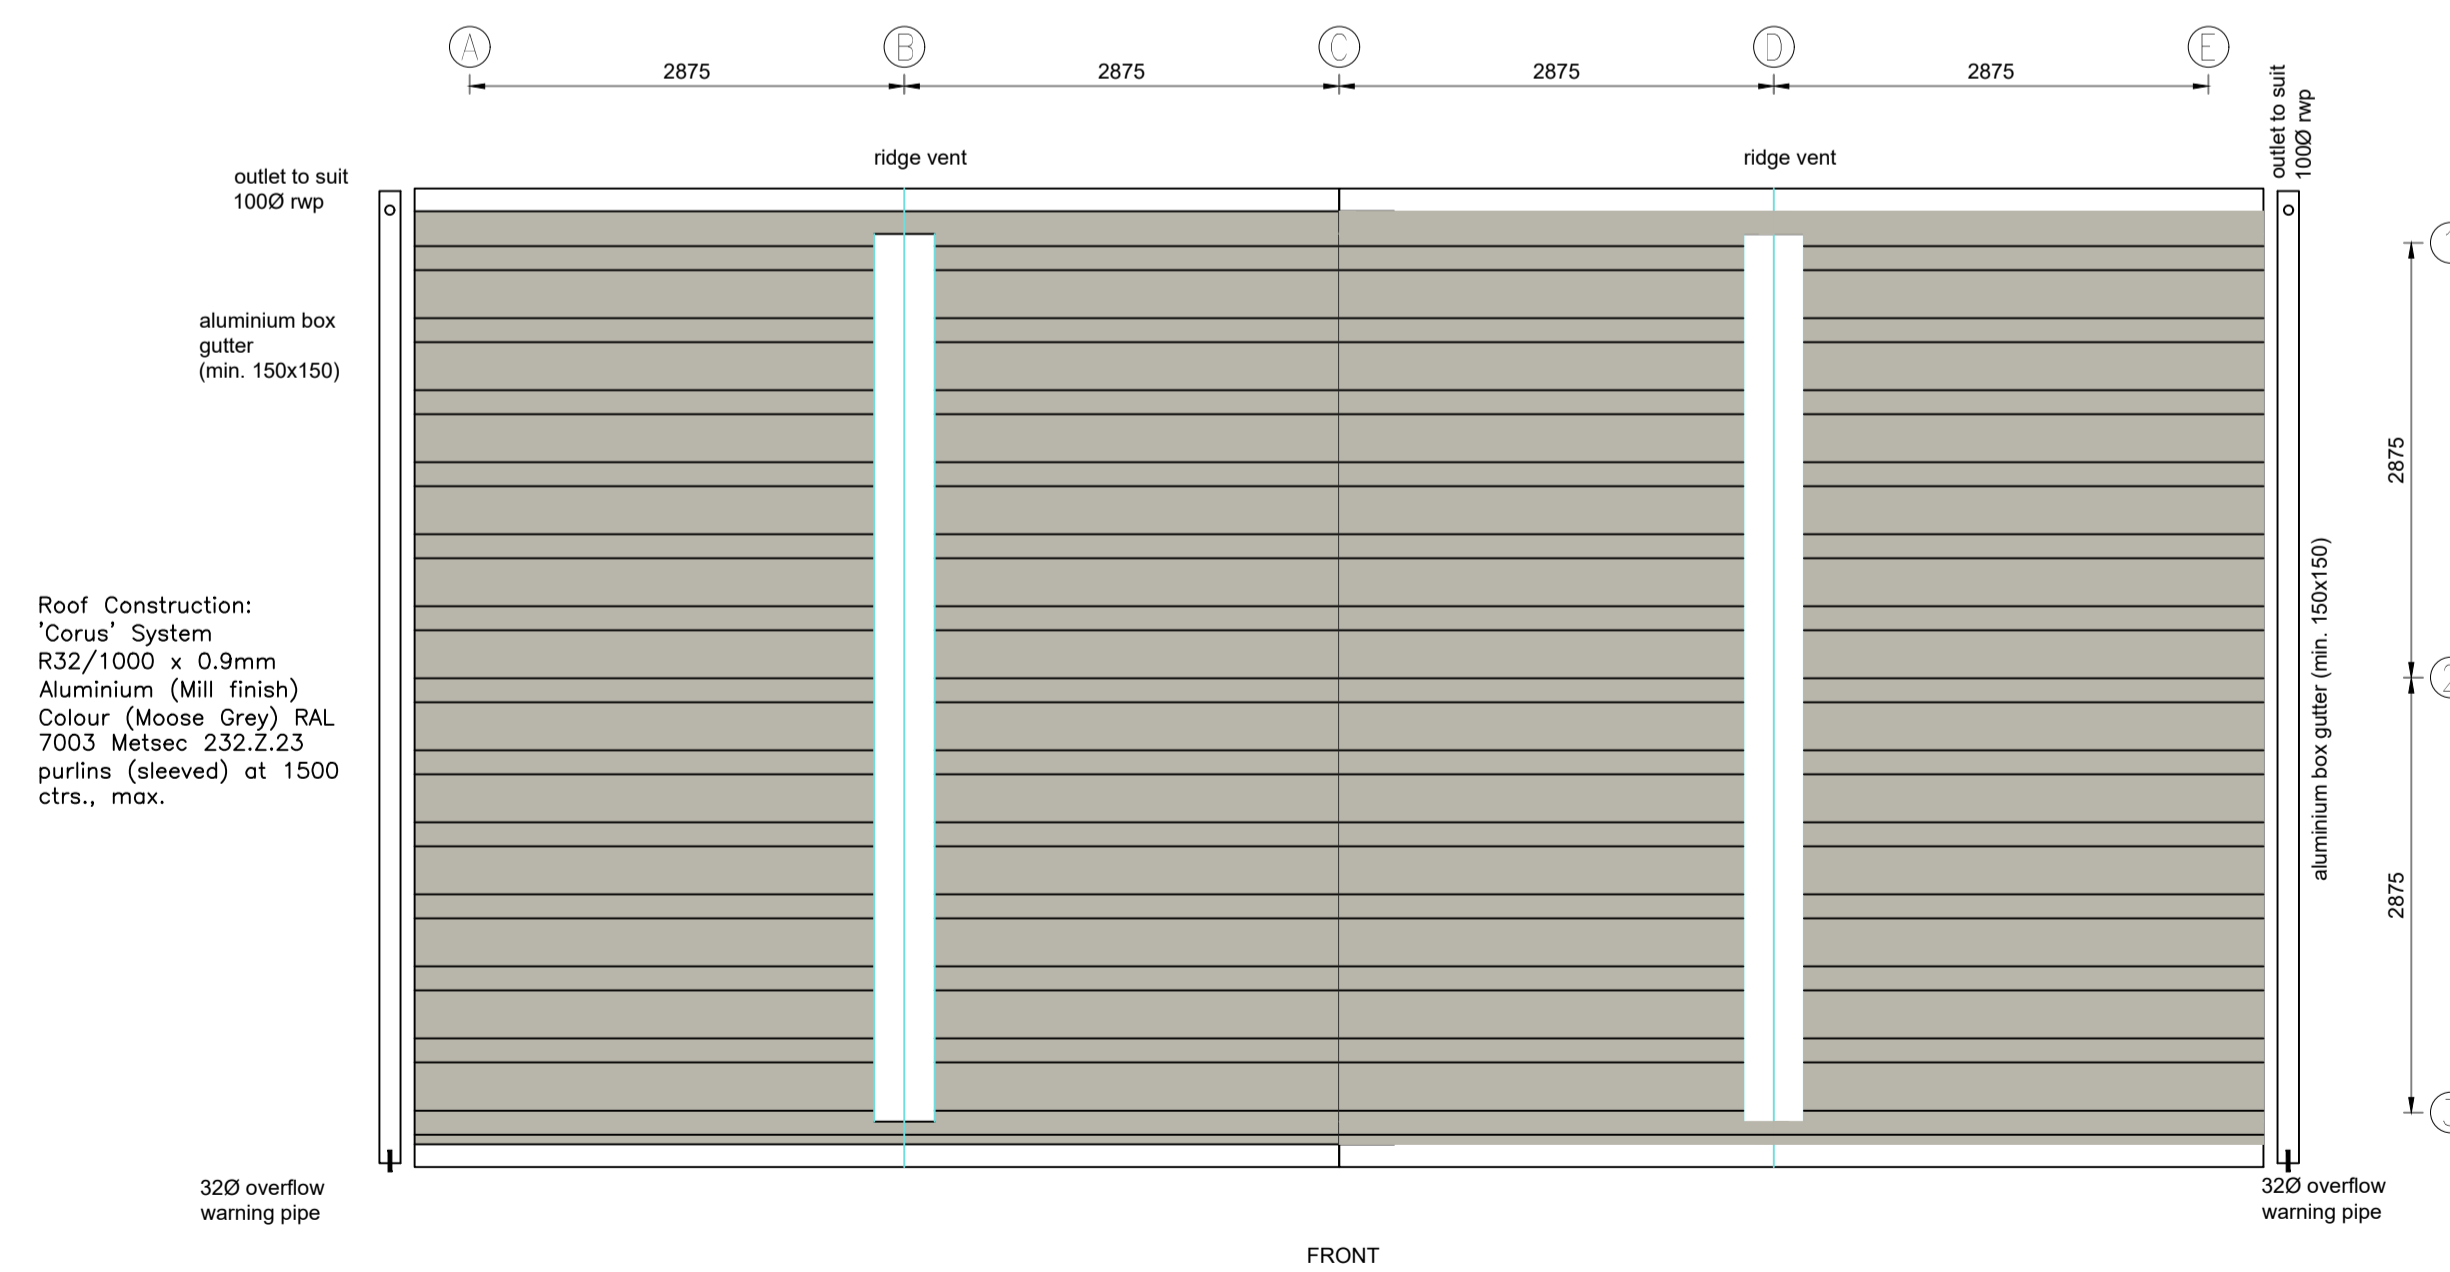 A
B
C
D
E
2875
2875
2875
2875
ridge vent
ridge vent
outlet to suit
100Ø rwp
outlet to suit
100Ø rwp
aluminium box
gutter
(min. 150x150)
Roof Construction:
'Corus' System
R32/1000 x 0.9mm
Aluminium (Mill finish)
Colour (Moose Grey) RAL
7003 Metsec 232.Z.23
purlins (sleeved) at 1500
ctrs., max.
aluminium box gutter (min. 150x150)
2875
2875
32Ø overflow
warning pipe
32Ø overflow
warning pipe
FRONT